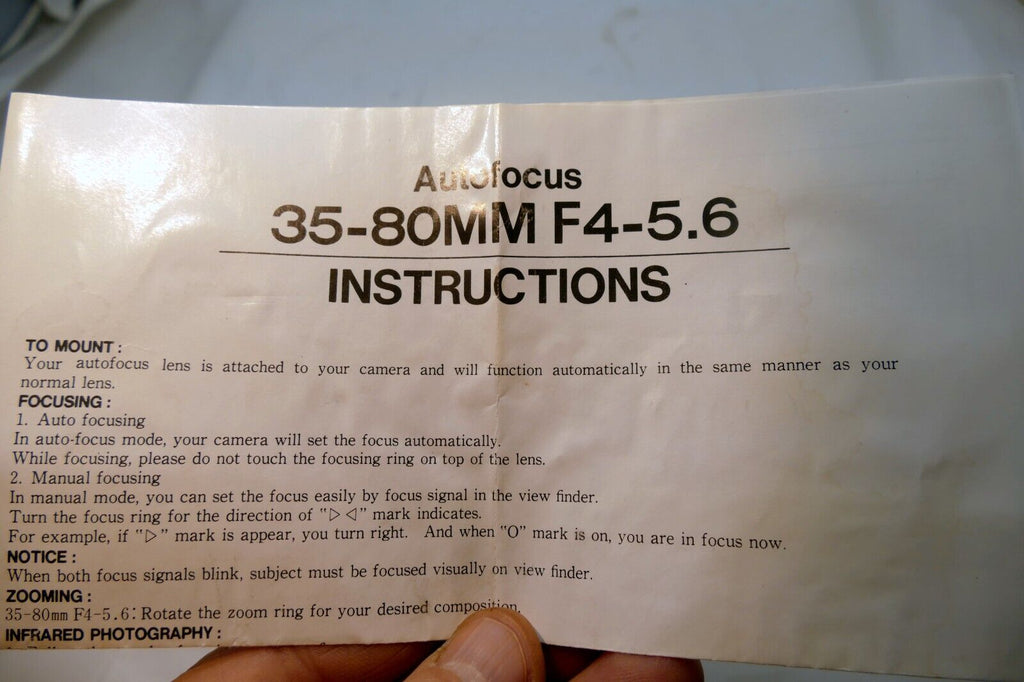 Autofocus
35-80MM F4-5.6
INSTRUCTIONS
TO MOUNT :
Your autofocus lens is attached to your camera and will function automatically in the same manner as your
normal lens.
FOCUSING :
1. Auto focusing
In auto-focus mode, your camera will set the focus automatically.
While focusing, please do not touch the focusing ring on top of the lens.
2. Manual focusing
In manual mode, you can set the focus easily by focus signal in the view finder.
Turn the focus ring for the direction of "▷ ◁" mark indicates.
For example, if "▷" mark is appear, you turn right. And when "O" mark is on, you are in focus now.
NOTICE :
When both focus signals blink, subject must be focused visually on view finder.
ZOOMING :
35-80mm F4-5.6: Rotate the zoom ring for your desired composition.
INFRARED PHOTOGRAPHY :